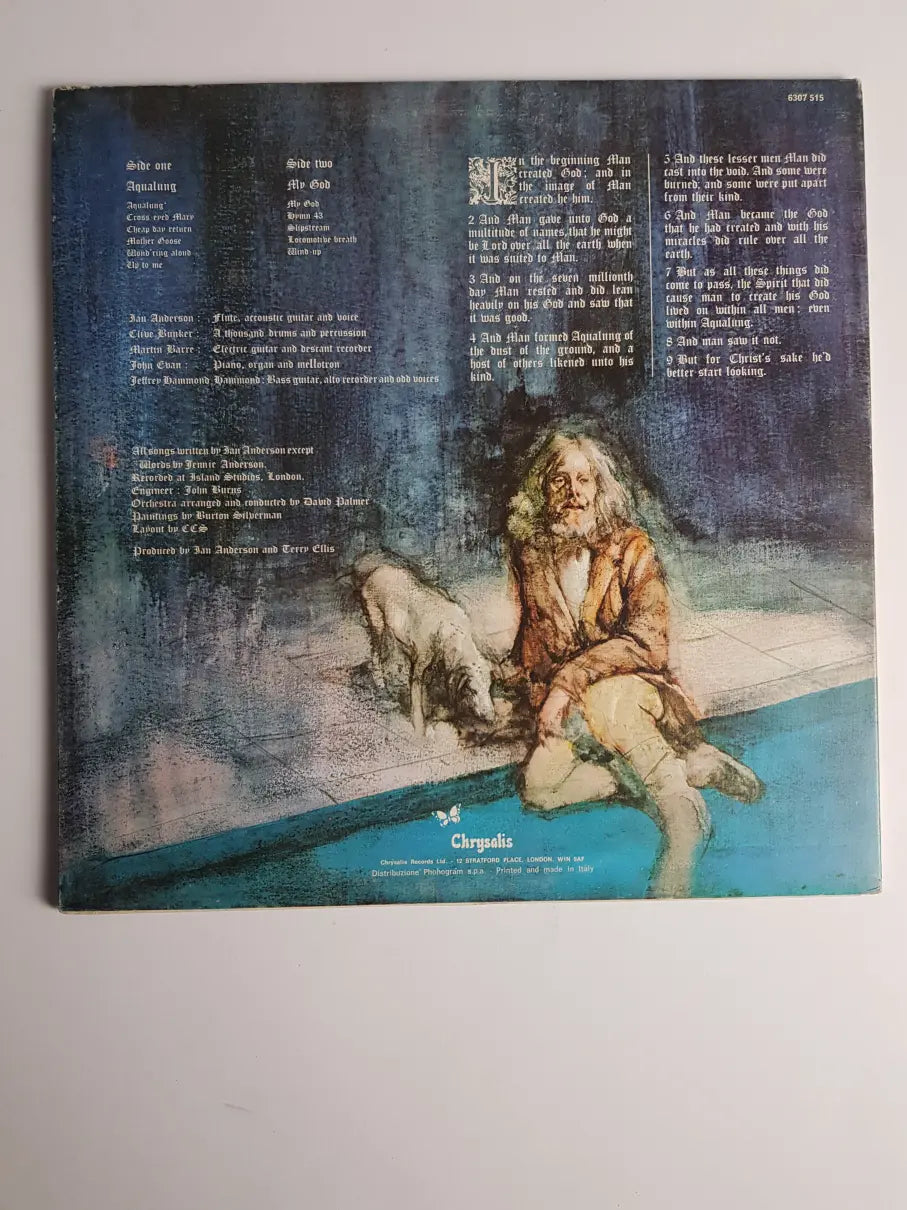 6307 515
Side one
Aqualung
Aqualung'
Cross eyed Mary
Cheap day return
Mother Goose
Wond'ring aloud
Up to me
Side two
My God
My God
Hymn 43
Slipstream
Locomotive breath
Wind-up
Ian Anderson : Flute, accoustic guitar and voice
Clive Bunker : A thousand drums and percussion
Martin Barre : Electric guitar and descant recorder
John Evan : Piano, organ and mellotron
Jeffrey Hammond Hammond : Bass guitar, alto recorder and odd voices
All songs written by Ian Anderson except
'Words by Jennie Anderson.
Recorded at Island Studios, London.
Engineer : John Burns
Orchestra arranged and conducted by David Palmer
Paintings by Burton Silverman
Layout by CCS
Produced by Ian Anderson and Terry Ellis
In the beginning Man
created God ; and in
the image of Man
created he him.
2 And Man gave unto God a
multitude of names, that he might
be Lord over all the earth when
it was suited to Man.
3 And on the seven millionth
day Man rested and did lean
heavily on his God and saw that
it was good.
4 And Man formed Aqualung of
the dust of the ground, and a
host of others likened unto his
kind.
5 And these lesser men Man did
cast into the void. And some were
burned; and some were put apart
from their kind.
6 And Man became the God
that he had created and with his
miracles did rule over all the
earth.
7 But as all these things did
come to pass, the Spirit that did
cause man to create his God
lived on within all men : even
within Aqualung.
8 And man saw it not.
9 But for Christ's sake he'd
better start looking.
Chrysalis
Chrysalis Records Ltd. - 12 STRATFORD PLACE, LONDON, WIN 9AF
Distribuzione Phonogram s.p.a. Printed and made in Italy